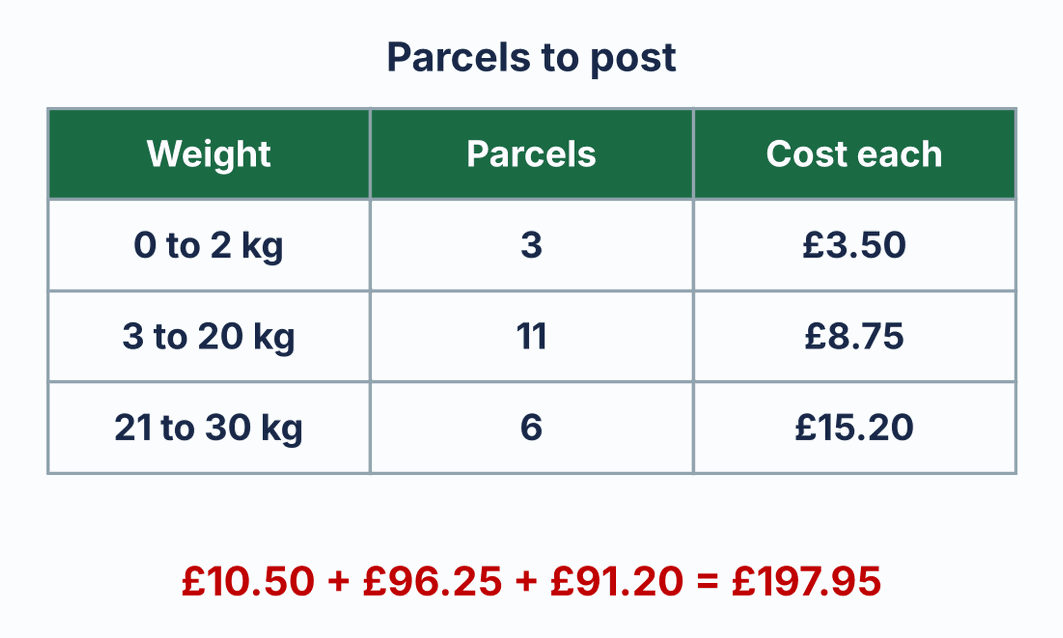 Parcels to post
Weight Parcels Cost each
0 to 2 kg 3 £3.50
3 to 20 kg 11 £8.75
21 to 30 kg 6 £15.20
£10.50 + £96.25 + £91.20 = £197.95